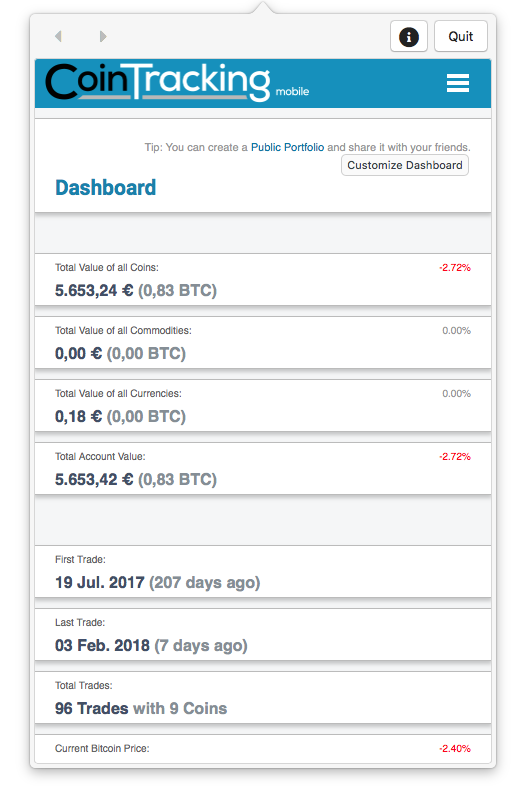 Quit
CoinTracking mobile
Tip: You can create a Public Portfolio and share it with your friends.
Customize Dashboard
Dashboard
Total Value of all Coins: -2.72%
5.653,24 € (0,83 BTC)
Total Value of all Commodities: 0.00%
0,00 € (0,00 BTC)
Total Value of all Currencies: 0.00%
0,18 € (0,00 BTC)
Total Account Value: -2.72%
5.653,42 € (0,83 BTC)
First Trade:
19 Jul. 2017 (207 days ago)
Last Trade:
03 Feb. 2018 (7 days ago)
Total Trades:
96 Trades with 9 Coins
Current Bitcoin Price: -2.40%